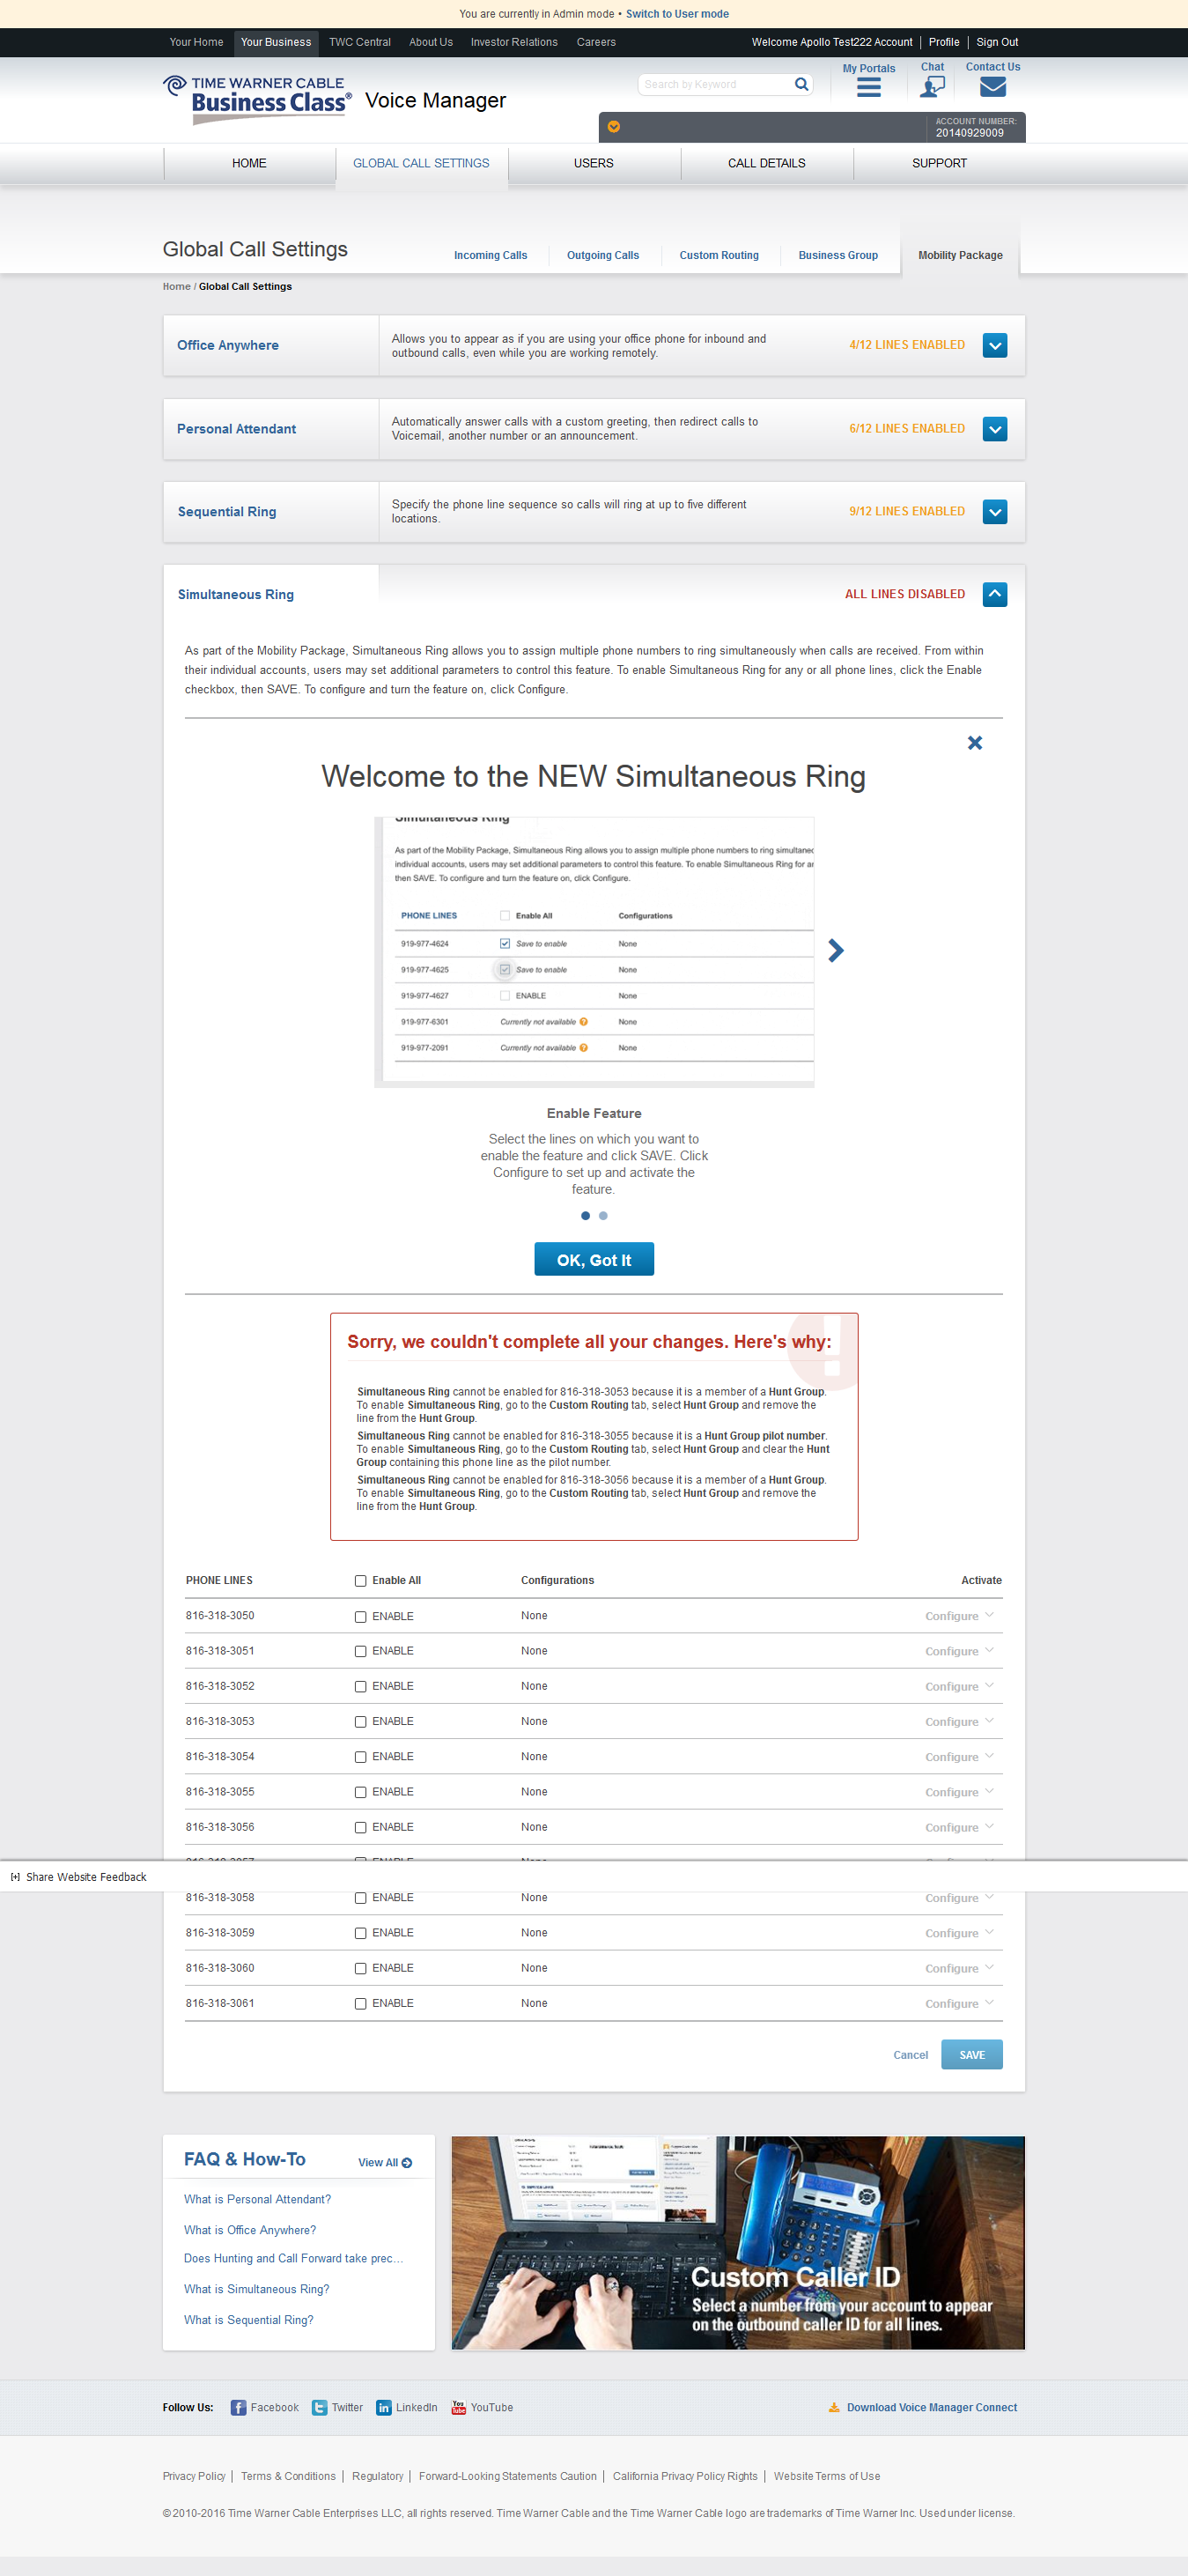 You are currently in Admin mode • Switch to User mode
Your Home Your Business TWC Central About Us Investor Relations Careers Welcome Apollo Test222 Account Profile Sign Out
TIME WARNER CABLE
Business Class®
Voice Manager
Search by Keyword
My Portals
Chat
Contact Us
ACCOUNT NUMBER:
20140929009
HOME GLOBAL CALL SETTINGS USERS CALL DETAILS SUPPORT
Global Call Settings
Incoming Calls Outgoing Calls Custom Routing Business Group Mobility Package
Home / Global Call Settings
Office Anywhere
Allows you to appear as if you are using your office phone for inbound and
outbound calls, even while you are working remotely.
4/12 LINES ENABLED
Personal Attendant
Automatically answer calls with a custom greeting, then redirect calls to
Voicemail, another number or an announcement.
6/12 LINES ENABLED
Sequential Ring
Specify the phone line sequence so calls will ring at up to five different
locations.
9/12 LINES ENABLED
Simultaneous Ring
ALL LINES DISABLED
As part of the Mobility Package, Simultaneous Ring allows you to assign multiple phone numbers to ring simultaneously when calls are received. From within
their individual accounts, users may set additional parameters to control this feature. To enable Simultaneous Ring for any or all phone lines, click the Enable
checkbox, then SAVE. To configure and turn the feature on, click Configure.
Welcome to the NEW Simultaneous Ring
Simultaneous Ring
As part of the Mobility Package, Simultaneous Ring allows you to assign multiple phone numbers to ring simultaneo
individual accounts, users may set additional parameters to control this feature. To enable Simultaneous Ring for ar
then SAVE. To configure and turn the feature on, click Configure.
PHONE LINES Enable All Configurations
919-977-4624 Save to enable None
919-977-4625 Save to enable None
919-977-4627 ENABLE None
919-977-6301 Currently not available ? None
919-977-2091 Currently not available ? None
Enable Feature
Select the lines on which you want to
enable the feature and click SAVE. Click
Configure to set up and activate the
feature.
OK, Got It
Sorry, we couldn't complete all your changes. Here's why:
Simultaneous Ring cannot be enabled for 816-318-3053 because it is a member of a Hunt Group.
To enable Simultaneous Ring, go to the Custom Routing tab, select Hunt Group and remove the
line from the Hunt Group.
Simultaneous Ring cannot be enabled for 816-318-3055 because it is a Hunt Group pilot number.
To enable Simultaneous Ring, go to the Custom Routing tab, select Hunt Group and clear the Hunt
Group containing this phone line as the pilot number.
Simultaneous Ring cannot be enabled for 816-318-3056 because it is a member of a Hunt Group.
To enable Simultaneous Ring, go to the Custom Routing tab, select Hunt Group and remove the
line from the Hunt Group.
PHONE LINES Enable All Configurations Activate
816-318-3050 ENABLE None Configure
816-318-3051 ENABLE None Configure
816-318-3052 ENABLE None Configure
816-318-3053 ENABLE None Configure
816-318-3054 ENABLE None Configure
816-318-3055 ENABLE None Configure
816-318-3056 ENABLE None Configure
[+] Share Website Feedback
816-318-3058 ENABLE None Configure
816-318-3059 ENABLE None Configure
816-318-3060 ENABLE None Configure
816-318-3061 ENABLE None Configure
Cancel SAVE
FAQ & How-To View All
What is Personal Attendant?
What is Office Anywhere?
Does Hunting and Call Forward take prec...
What is Simultaneous Ring?
What is Sequential Ring?
Custom Caller ID
Select a number from your account to appear
on the outbound caller ID for all lines.
Follow Us: Facebook Twitter LinkedIn YouTube Download Voice Manager Connect
Privacy Policy Terms & Conditions Regulatory Forward-Looking Statements Caution California Privacy Policy Rights Website Terms of Use
© 2010-2016 Time Warner Cable Enterprises LLC, all rights reserved. Time Warner Cable and the Time Warner Cable logo are trademarks of Time Warner Inc. Used under license.